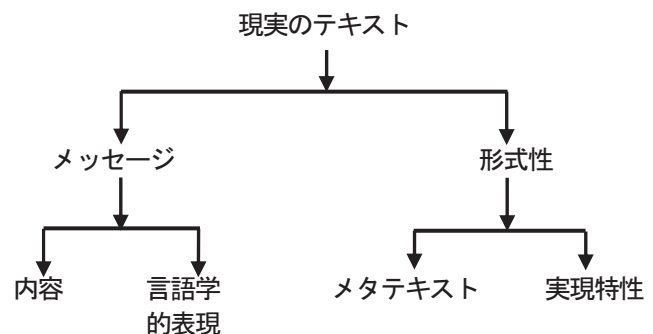 現実のテキスト
メッセージ
形式性
内容
言語学
的表現
メタテキスト
実現特性